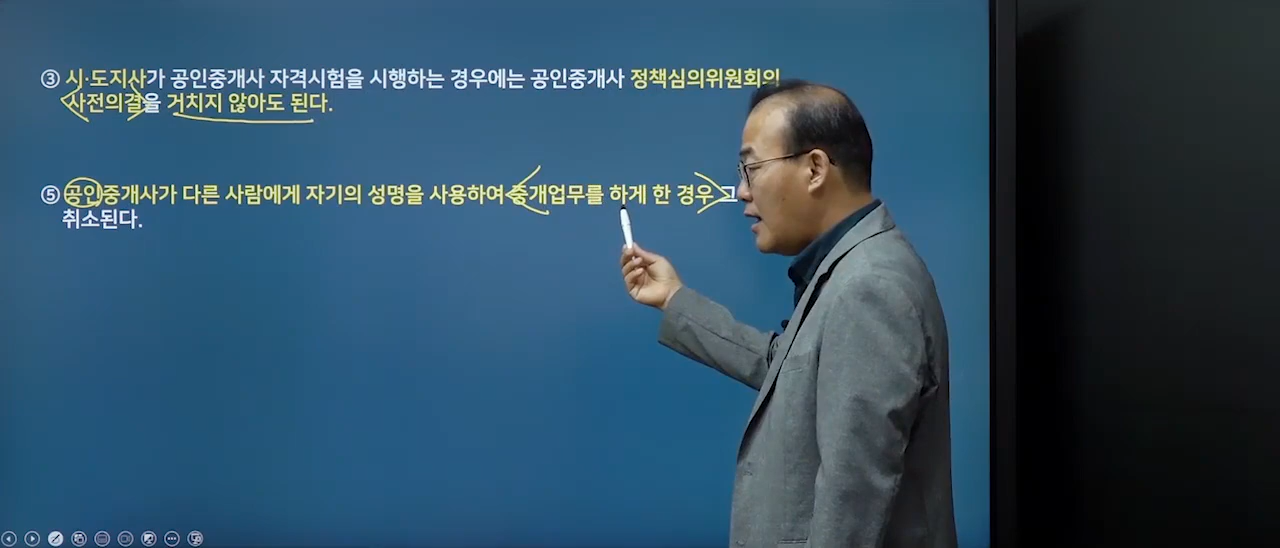 ③ 시·도지사가 공인중개사 자격시험을 시행하는 경우에는 공인중개사 정책심의위원회의
사전의결을 거치지 않아도 된다.
⑤ 공인중개사가 다른 사람에게 자기의 성명을 사용하여 중개업무를 하게 한 경우 그
취소된다.